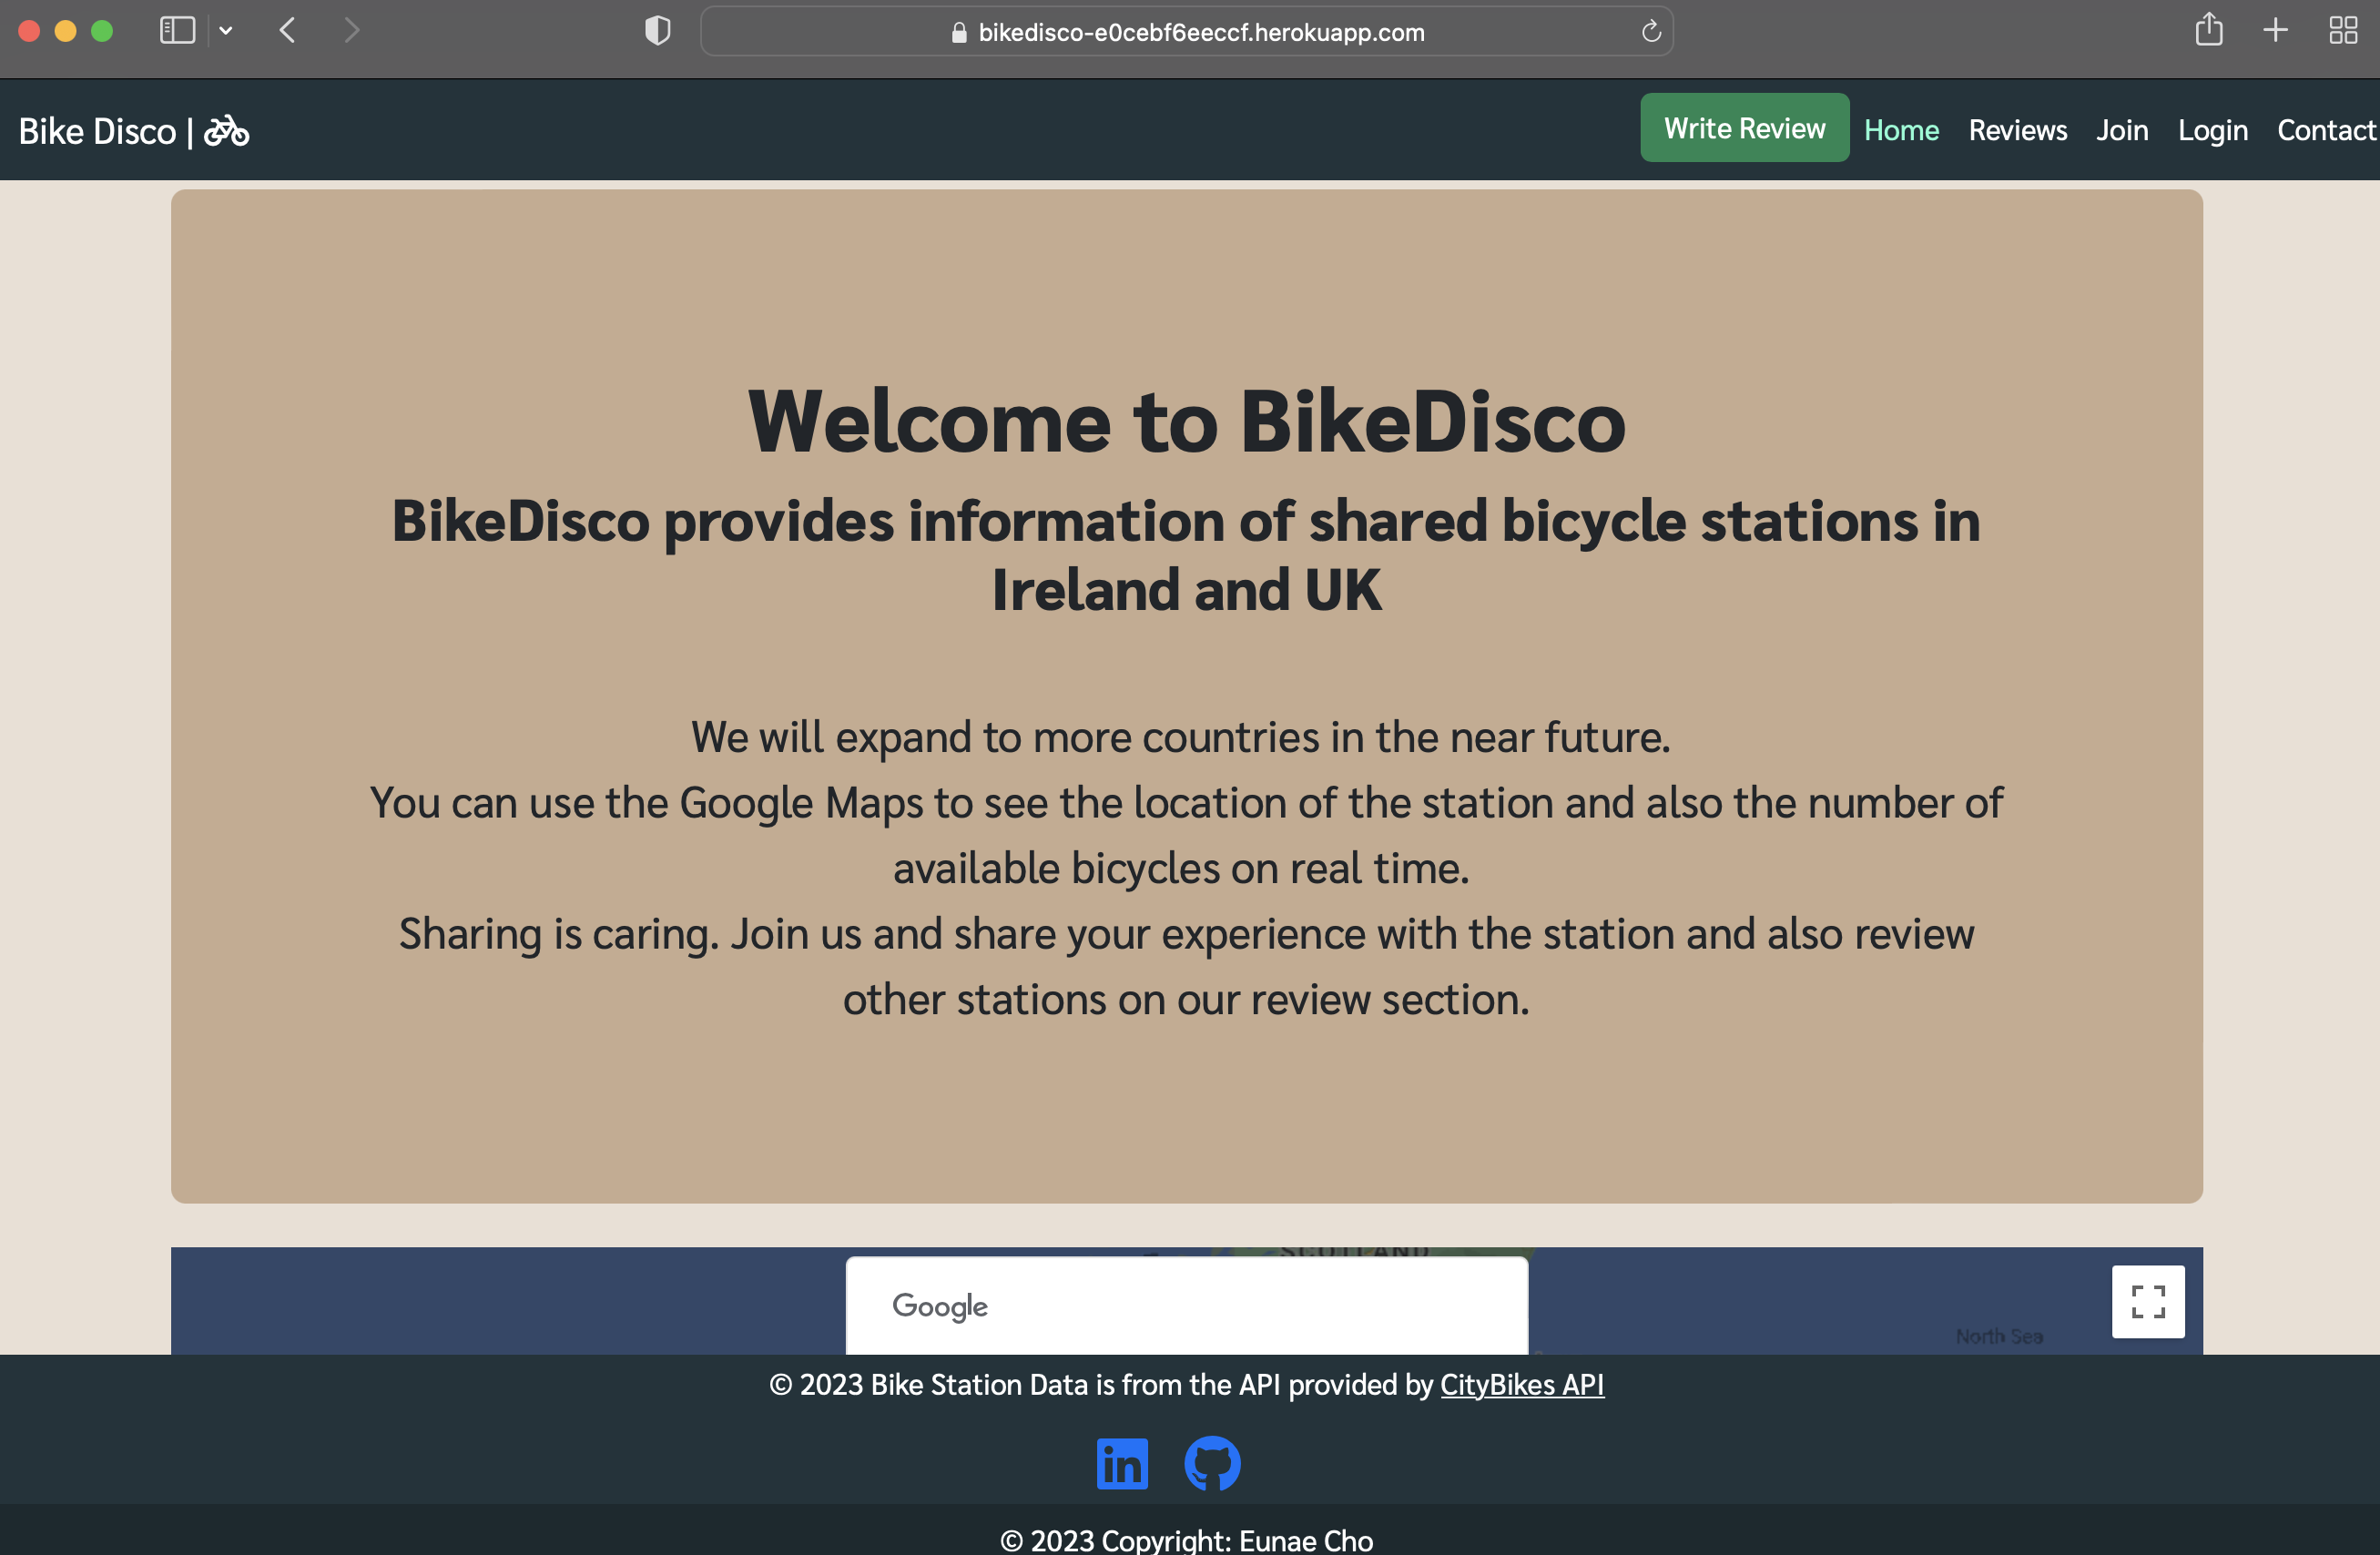 bikedisco-e0cebf6eeccf.herokuapp.com
Bike Disco |
Write Review Home Reviews Join Login Contact
Welcome to BikeDisco
BikeDisco provides information of shared bicycle stations in
Ireland and UK
We will expand to more countries in the near future.
You can use the Google Maps to see the location of the station and also the number of
available bicycles on real time.
Sharing is caring. Join us and share your experience with the station and also review
other stations on our review section.
SCOTLAND
Google
North Sea
© 2023 Bike Station Data is from the API provided by CityBikes API
in
© 2023 Copyright: Eunae Cho